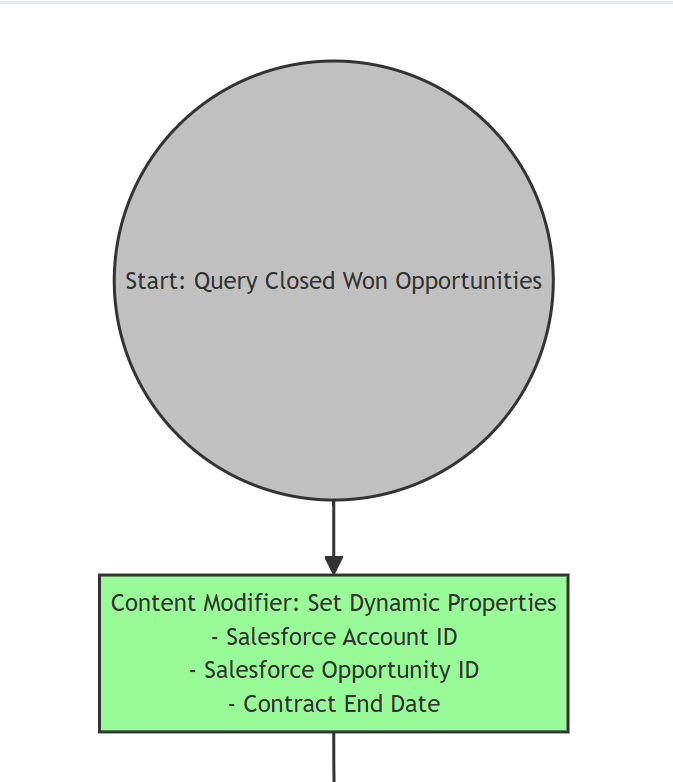 Start: Query Closed Won Opportunities
Content Modifier: Set Dynamic Properties
- Salesforce Account ID
- Salesforce Opportunity ID
- Contract End Date